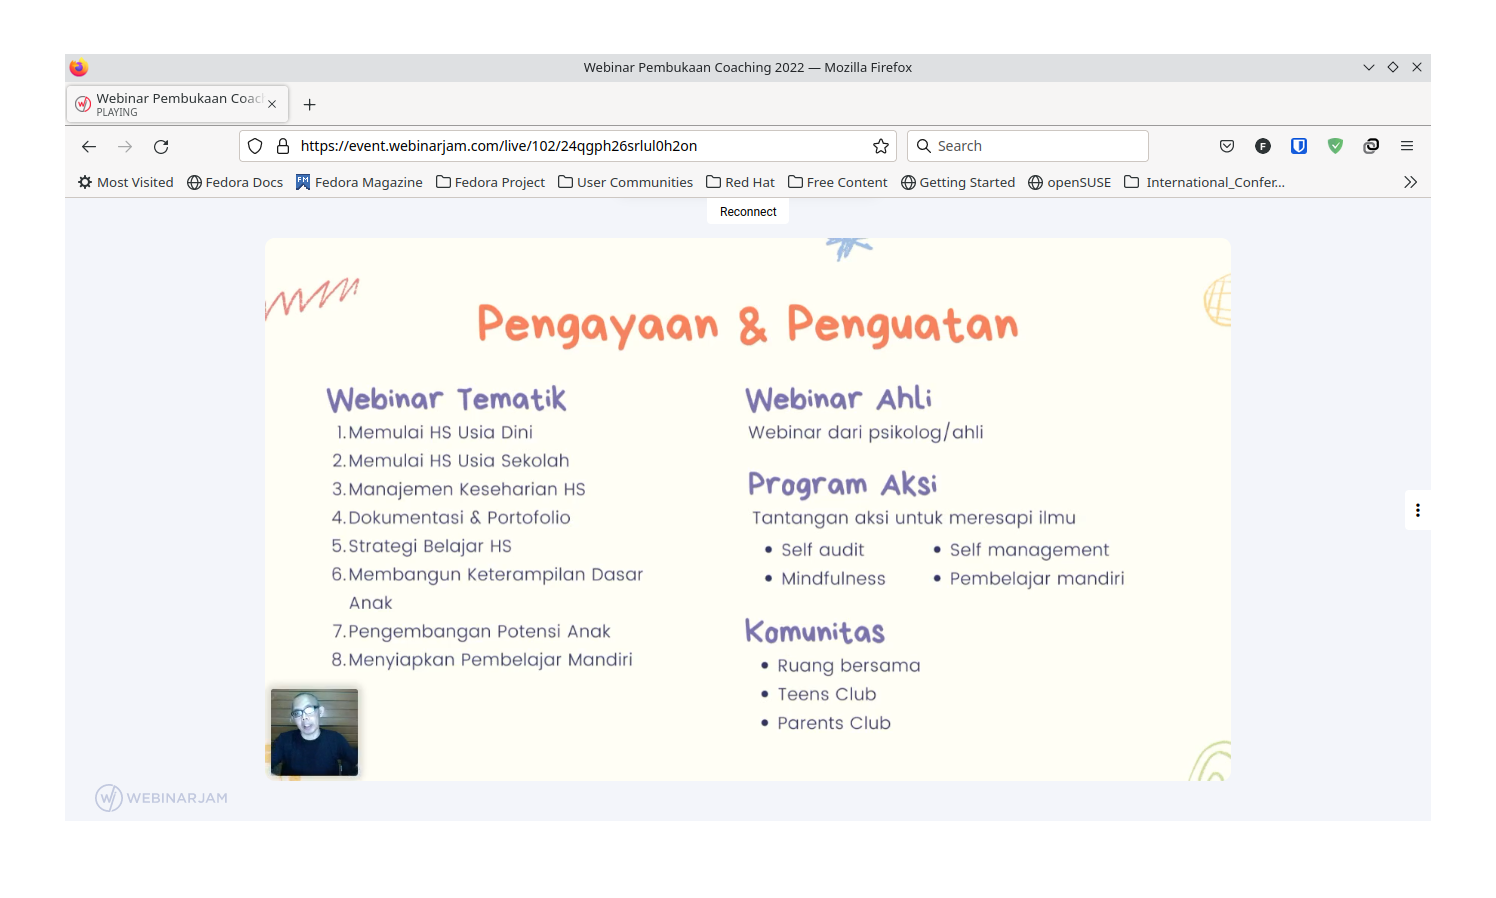 Webinar Pembukaan Coaching 2022 — Mozilla Firefox
Webinar Pembukaan Coac
PLAYING
https://event.webinarjam.com/live/102/24qgph26srlul0h2on
Search
F
Most Visited
Fedora Docs
FM
Fedora Magazine
Fedora Project
User Communities
Red Hat
Free Content
Getting Started
openSUSE
International_Confer...
Reconnect
Pengayaan & Penguatan
Webinar Tematik
1. Memulai HS Usia Dini
2. Memulai HS Usia Sekolah
3. Manajemen Keseharian HS
4. Dokumentasi & Portofolio
5. Strategi Belajar HS
6. Membangun Keterampilan Dasar
Anak
7. Pengembangan Potensi Anak
8. Menyiapkan Pembelajar Mandiri
Webinar Ahli
Webinar dari psikolog/ahli
Program Aksi
Tantangan aksi untuk meresapi ilmu
• Self audit
• Mindfulness
• Self management
• Pembelajar mandiri
Komunitas
• Ruang bersama
• Teens Club
• Parents Club
WEBINARJAM